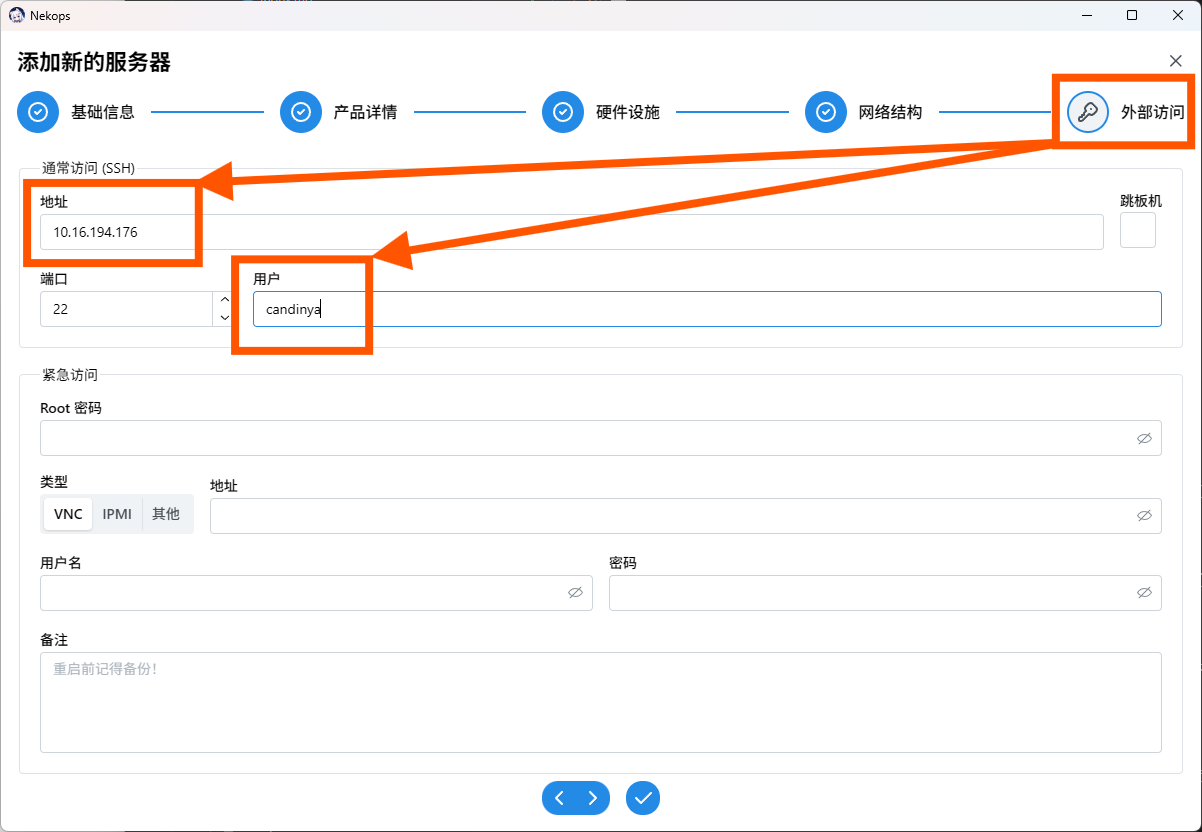 Nekops
添加新的服务器
基础信息 产品详情 硬件设施 网络结构 外部访问
通常访问 (SSH)
地址 跳板机
10.16.194.176
端口 用户
22 candinya
紧急访问
Root 密码
类型 地址
VNC IPMI 其他
用户名 密码
备注
重启前记得备份！